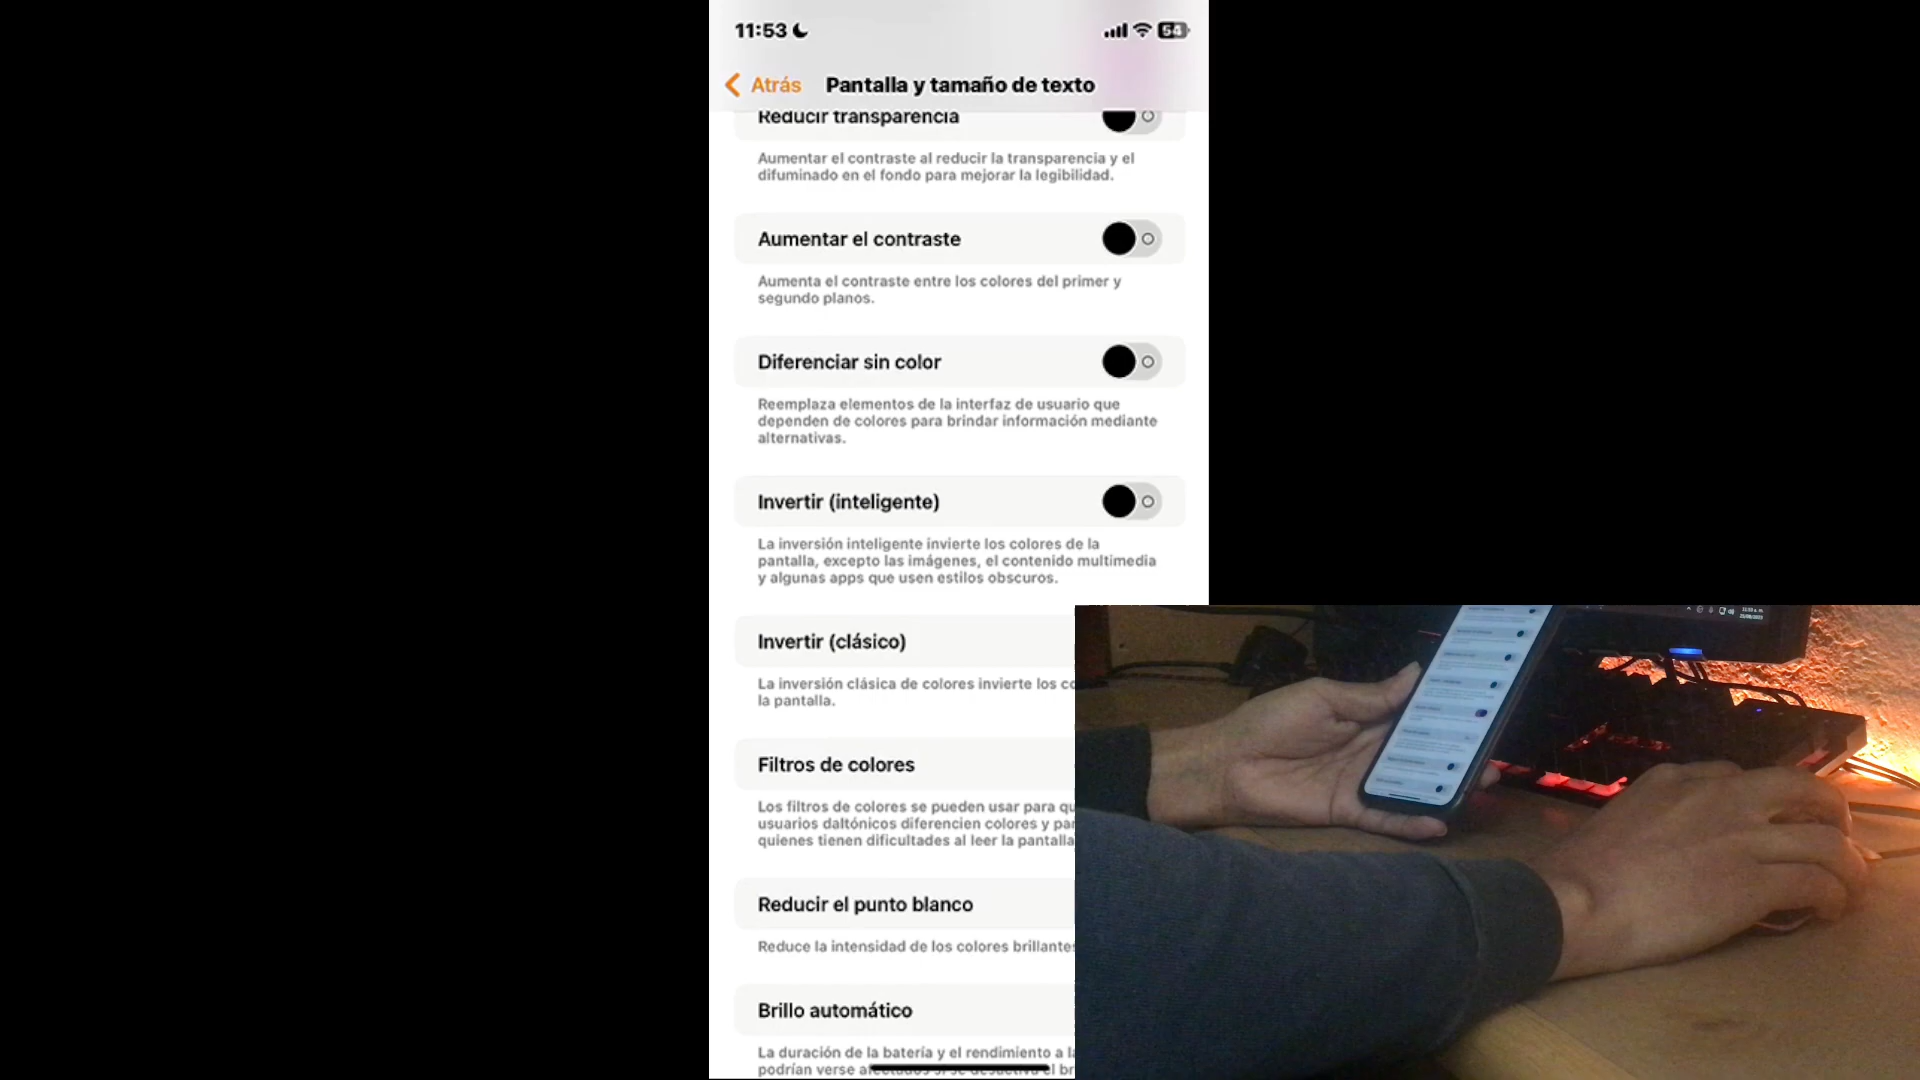 11:53
54
Atrás
Pantalla y tamaño de texto
Reducir transparencia
Aumentar el contraste al reducir la transparencia y el
difuminado en el fondo para mejorar la legibilidad.
Aumentar el contraste
Aumenta el contraste entre los colores del primer y
segundo planos.
Diferenciar sin color
Reemplaza elementos de la interfaz de usuario que
dependen de colores para brindar información mediante
alternativas.
Invertir (inteligente)
La inversión inteligente invierte los colores de la
pantalla, excepto las imágenes, el contenido multimedia
y algunas apps que usen estilos obscuros.
Invertir (clásico)
La inversión clásica de colores invierte los
la pantalla.
Filtros de colores
Los filtros de colores se pueden usar para
usuarios daltónicos diferencien colores y
quienes tienen dificultades al leer la pantalla
Reducir el punto blanco
Reduce la intensidad de los colores brillantes
Brillo automático
La duración de la batería y el rendimiento a
podrían verse